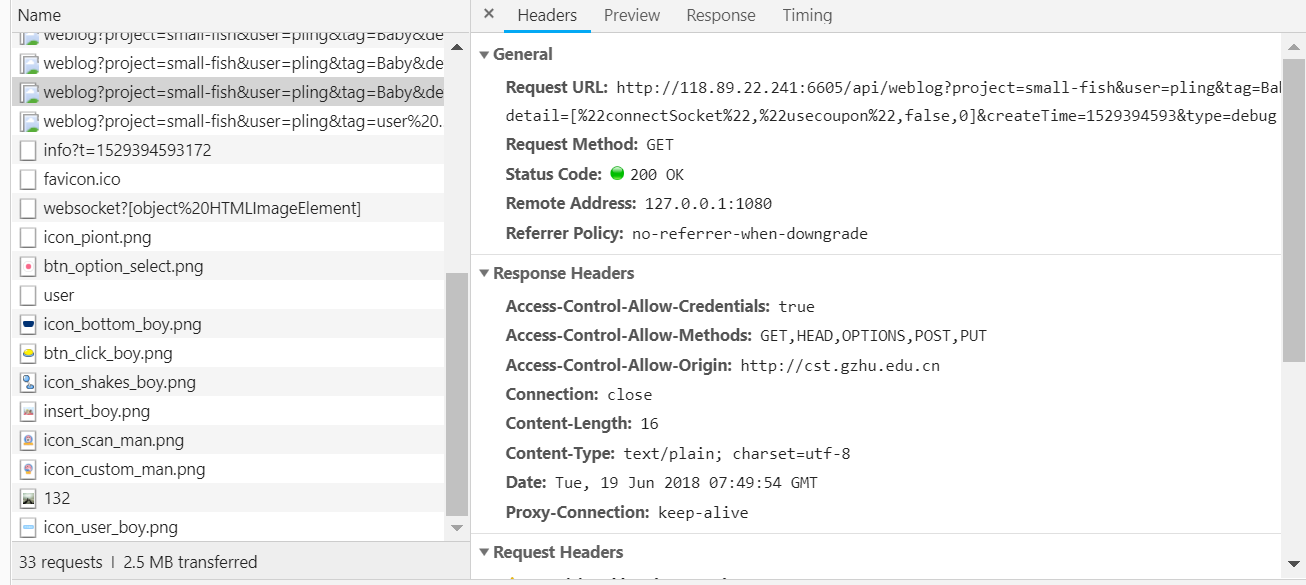 Name
weblog?project=small-fish&user=pling&tag=Baby&de
weblog?project=small-fish&user=pling&tag=Baby&de
weblog?project=small-fish&user=pling&tag=Baby&de
weblog?project=small-fish&user=pling&tag=user%20.
info?t=1529394593172
favicon.ico
websocket?[object%20HTMLImageElement]
icon_piont.png
btn_option_select.png
user
icon_bottom_boy.png
btn_click_boy.png
icon_shakes_boy.png
insert_boy.png
icon_scan_man.png
icon_custom_man.png
132
icon_user_boy.png
33 requests | 2.5 MB transferred
× Headers Preview Response Timing
General
Request URL: http://118.89.22.241:6605/api/weblog?project=small-fish&user=pling&tag=Bab
detail=[%22connectSocket%22,%22usecoupon%22,false,0]&createTime=1529394593&type=debug
Request Method: GET
Status Code: 200 OK
Remote Address: 127.0.0.1:1080
Referrer Policy: no-referrer-when-downgrade
Response Headers
Access-Control-Allow-Credentials: true
Access-Control-Allow-Methods: GET,HEAD,OPTIONS,POST,PUT
Access-Control-Allow-Origin: http://cst.gzhu.edu.cn
Connection: close
Content-Length: 16
Content-Type: text/plain; charset=utf-8
Date: Tue, 19 Jun 2018 07:49:54 GMT
Proxy-Connection: keep-alive
Request Headers